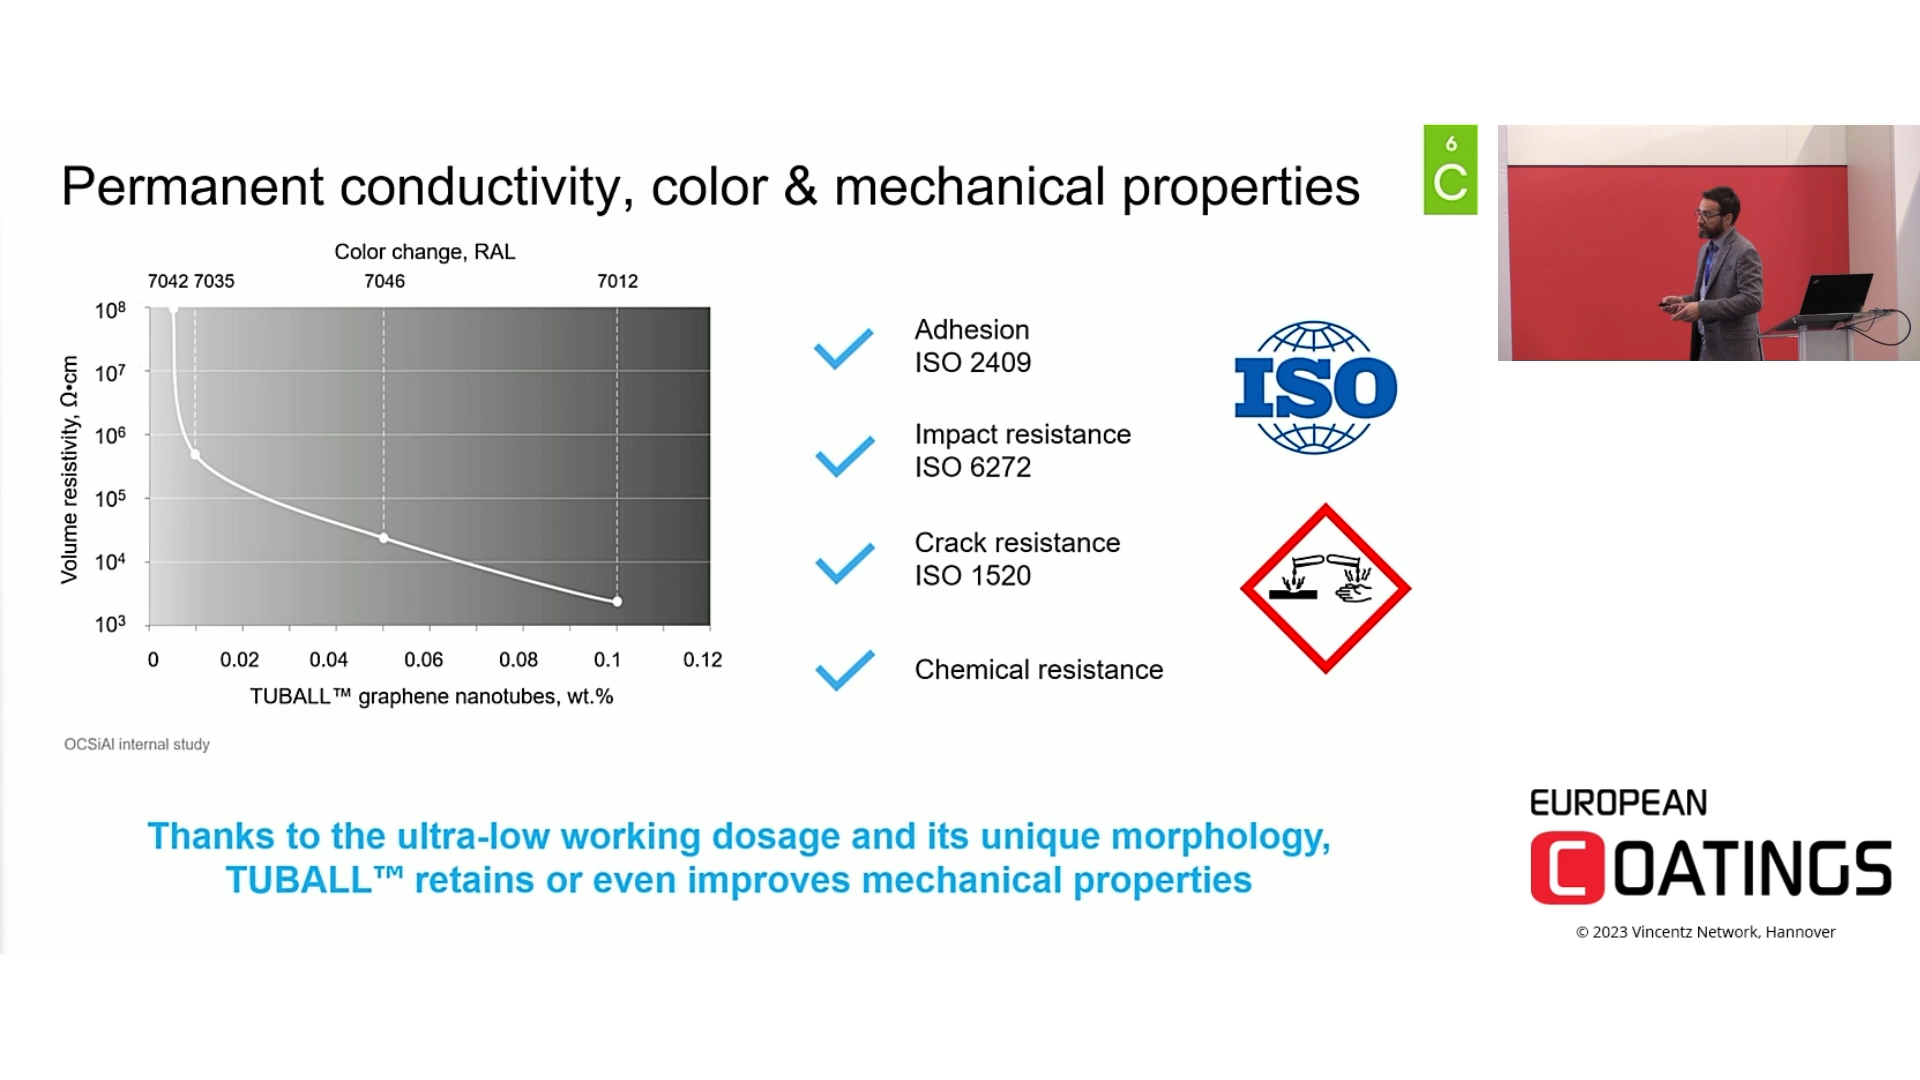 Permanent conductivity, color & mechanical properties
6
C
Color change, RAL
7042 7035 7046 7012
10⁸
10⁷
10⁶
10⁵
10⁴
10³
Volume resistivity, Ω•cm
0 0.02 0.04 0.06 0.08 0.1 0.12
TUBALL™ graphene nanotubes, wt.%
OCSiAl internal study
Adhesion
ISO 2409
Impact resistance
ISO 6272
Crack resistance
ISO 1520
Chemical resistance
ISO
Thanks to the ultra-low working dosage and its unique morphology,
TUBALL™ retains or even improves mechanical properties
EUROPEAN
COATINGS
© 2023 Vincentz Network, Hannover